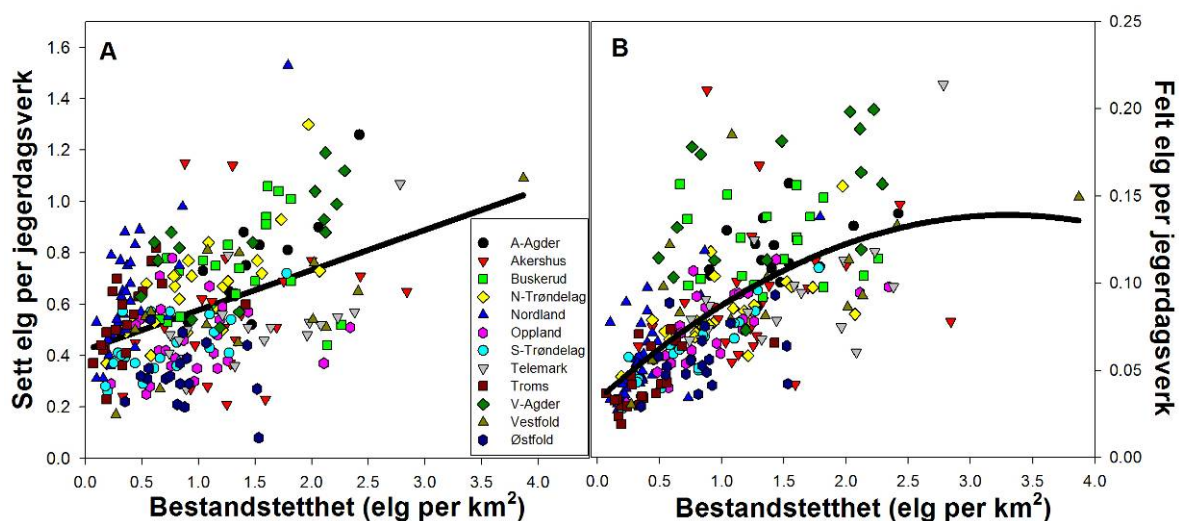 A
B
Sett elg per jegerdagsverk
1.6
1.4
1.2
1.0
0.8
0.6
0.4
0.2
0.0
0.0 0.5 1.0 1.5 2.0 2.5 3.0 3.5 4.0
Bestandstetthet (elg per km²)
A-Agder
Akershus
Buskerud
N-Trøndelag
Nordland
Oppland
S-Trøndelag
Telemark
Troms
V-Agder
Vestfold
Østfold
0.25
0.20
0.15
0.10
0.05
0.00
Felt elg per jegerdagsverk
0.0 0.5 1.0 1.5 2.0 2.5 3.0 3.5 4.0
Bestandstetthet (elg per km²)